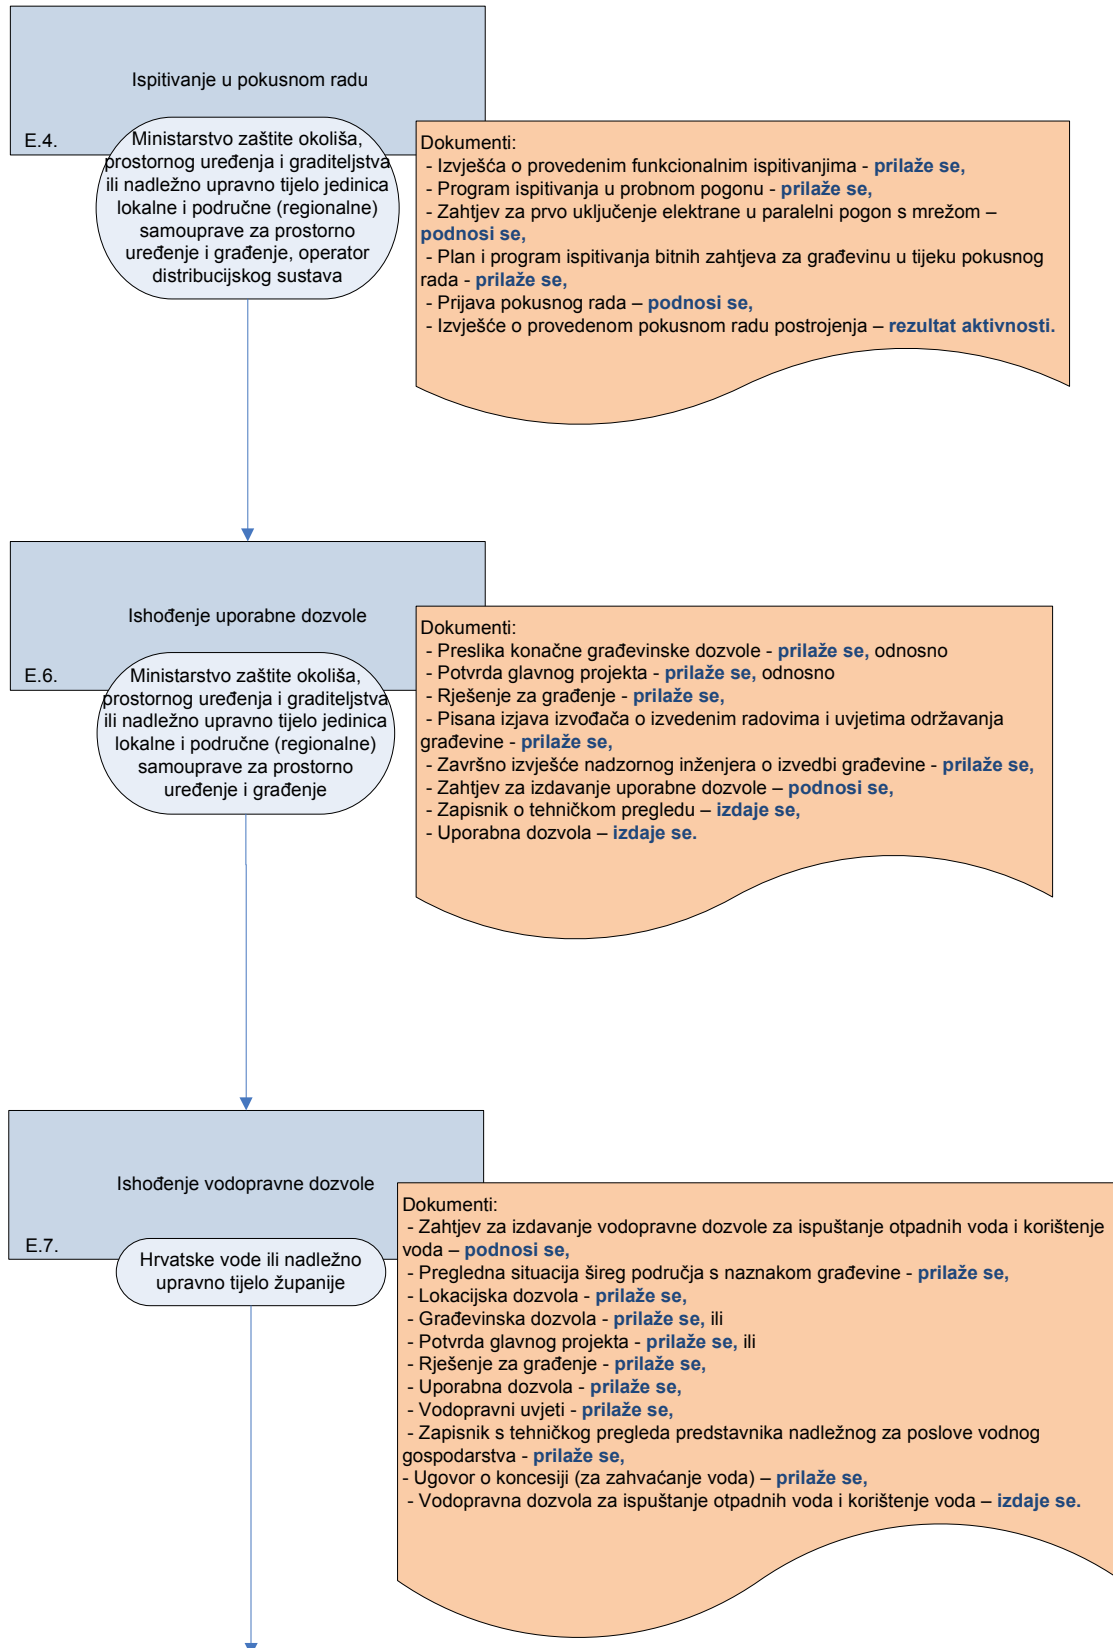 Ispitivanje u pokusnom radu
E.4.
Ministarstvo zaštite okoliša,
prostornog uređenja i graditeljstva
ili nadležno upravno tijelo jedinica
lokalne i područne (regionalne)
samouprave za prostorno
uređenje i građenje, operator
distribucijskog sustava
Dokumenti:
- Izvješća o provedenim funkcionalnim ispitivanjima - prilaže se,
- Program ispitivanja u probnom pogonu - prilaže se,
- Zahtjev za prvo uključenje elektrane u paralelni pogon s mrežom –
podnosi se,
- Plan i program ispitivanja bitnih zahtjeva za građevinu u tijeku pokusnog
rada - prilaže se,
- Prijava pokusnog rada – podnosi se,
- Izvješće o provedenom pokusnom radu postrojenja – rezultat aktivnosti.
Ishođenje uporabne dozvole
E.6.
Ministarstvo zaštite okoliša,
prostornog uređenja i graditeljstva
ili nadležno upravno tijelo jedinica
lokalne i područne (regionalne)
samouprave za prostorno
uređenje i građenje
Dokumenti:
- Preslika konačne građevinske dozvole - prilaže se, odnosno
- Potvrda glavnog projekta - prilaže se, odnosno
- Rješenje za građenje - prilaže se,
- Pisana izjava izvođača o izvedenim radovima i uvjetima održavanja
građevine - prilaže se,
- Završno izvješće nadzornog inženjera o izvedbi građevine - prilaže se,
- Zahtjev za izdavanje uporabne dozvole – podnosi se,
- Zapisnik o tehničkom pregledu – izdaje se,
- Uporabna dozvola – izdaje se.
Ishođenje vodopravne dozvole
E.7.
Hrvatske vode ili nadležno
upravno tijelo županije
Dokumenti:
- Zahtjev za izdavanje vodopravne dozvole za ispuštanje otpadnih voda i korištenje
voda – podnosi se,
- Pregledna situacija šireg područja s naznakom građevine - prilaže se,
- Lokacijska dozvola - prilaže se,
- Građevinska dozvola - prilaže se, ili
- Potvrda glavnog projekta - prilaže se, ili
- Rješenje za građenje - prilaže se,
- Uporabna dozvola - prilaže se,
- Vodopravni uvjeti - prilaže se,
- Zapisnik s tehničkog pregleda predstavnika nadležnog za poslove vodnog
gospodarstva - prilaže se,
- Ugovor o koncesiji (za zahvaćanje voda) – prilaže se,
- Vodopravna dozvola za ispuštanje otpadnih voda i korištenje voda – izdaje se.